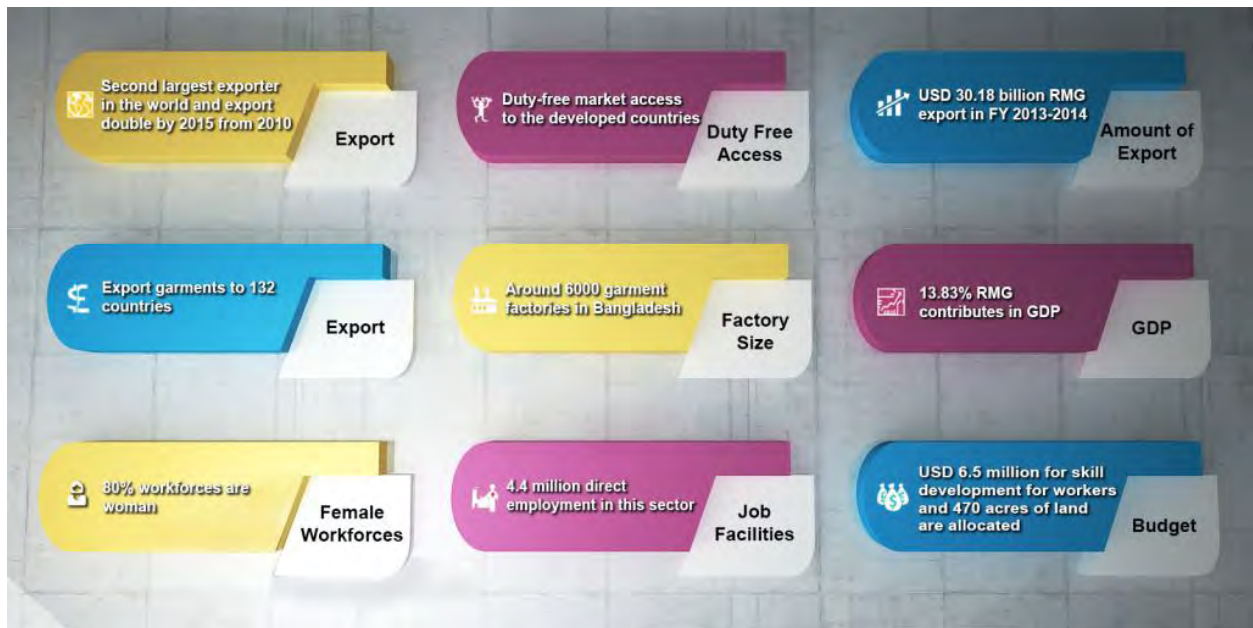 Second largest exporter
in the world and export
double by 2015 from 2010
Export
Duty-free market access
to the developed countries
Duty Free
Access
USD 30.18 billion RMG
export in FY 2013-2014
Amount of
Export
Export garments to 132
countries
Export
Around 6000 garment
factories in Bangladesh
Factory
Size
13.83% RMG
contributes in GDP
GDP
80% workforces are
woman
Female
Workforces
4.4 million direct
employment in this sector
Job
Facilities
USD 6.5 million for skill
development for workers
and 470 acres of land
are allocated
Budget